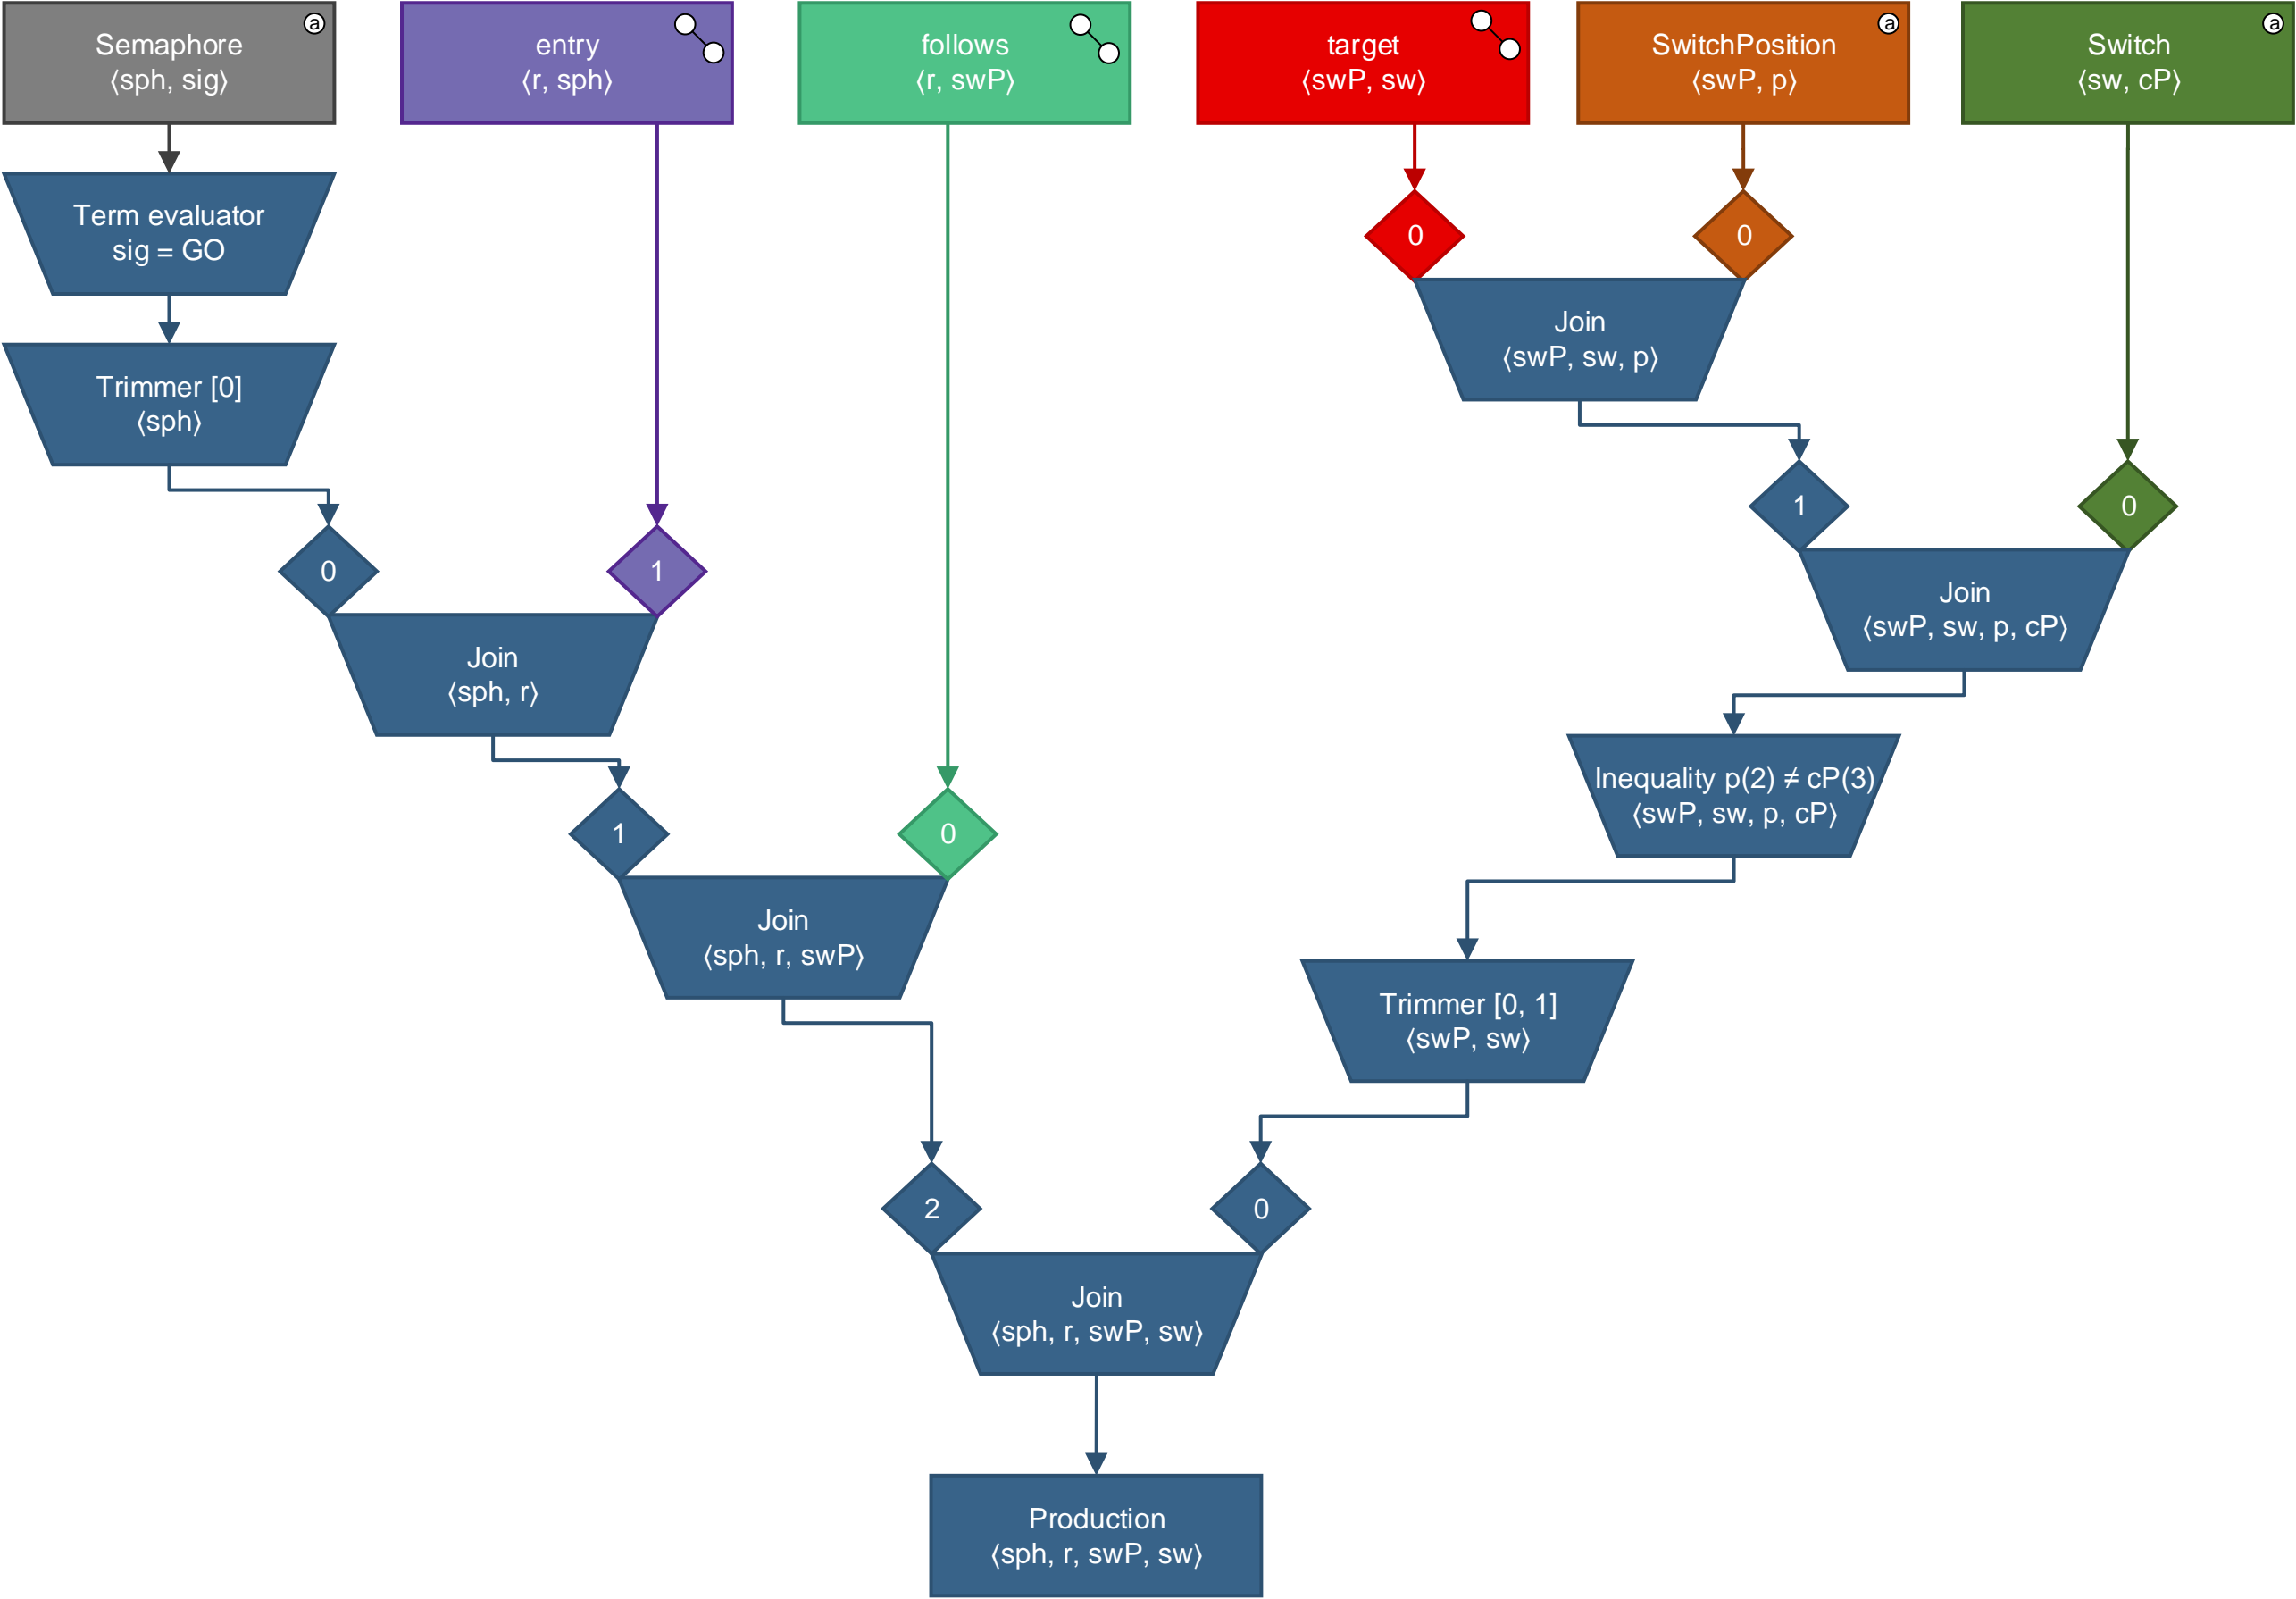 Semaphore
⟨sph, sig⟩
a
entry
⟨r, sph⟩
follows
⟨r, swP⟩
target
⟨swP, sw⟩
SwitchPosition
⟨swP, p⟩
a
Switch
⟨sw, cP⟩
a
Term evaluator
sig = GO
0
0
Join
⟨swP, sw, p⟩
Trimmer [0]
⟨sph⟩
1
0
0
1
Join
⟨swP, sw, p, cP⟩
Join
⟨sph, r⟩
Inequality p(2) ≠ cP(3)
⟨swP, sw, p, cP⟩
1
0
Join
⟨sph, r, swP⟩
Trimmer [0, 1]
⟨swP, sw⟩
2
0
Join
⟨sph, r, swP, sw⟩
Production
⟨sph, r, swP, sw⟩